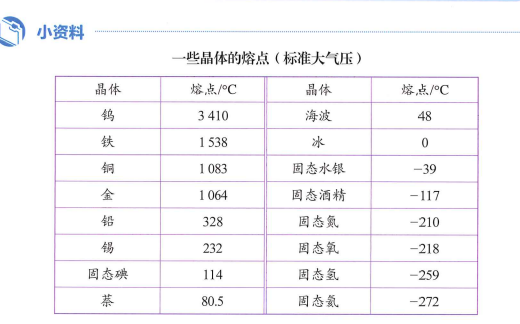 小资料
一些晶体的熔点（标准大气压）
晶体 熔点/°C 晶体 熔点/°C
钨 3 410 海波 48
铁 1 538 冰 0
铜 1 083 固态水银 −39
金 1 064 固态酒精 −117
铅 328 固态氮 −210
锡 232 固态氧 −218
固态碘 114 固态氢 −259
萘 80.5 固态氦 −272